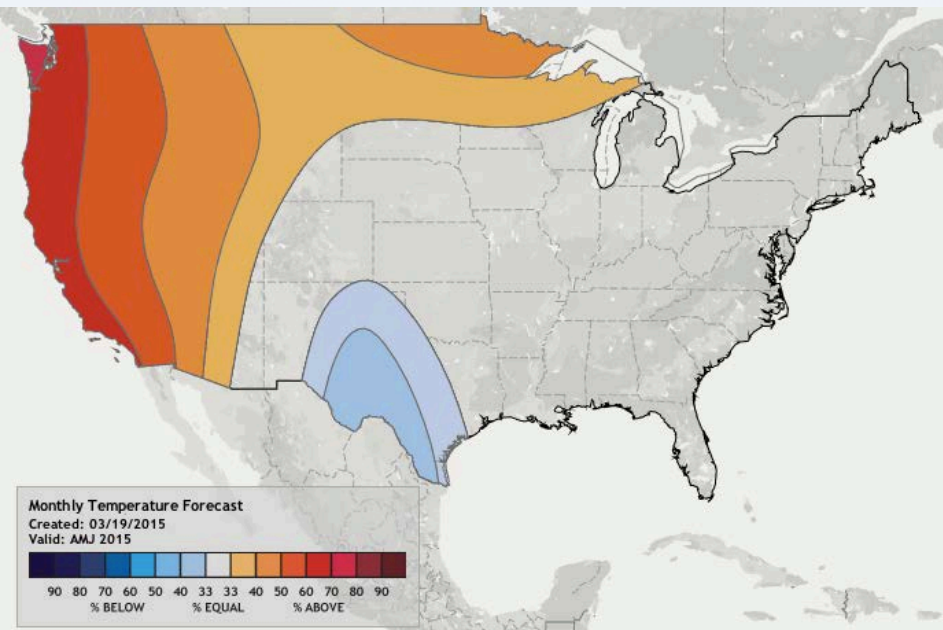 Monthly Temperature Forecast
Created: 03/19/2015
Valid: AMJ 2015
90 80 70 60 50 40 33 33 40 50 60 70 80 90
% BELOW % EQUAL % ABOVE